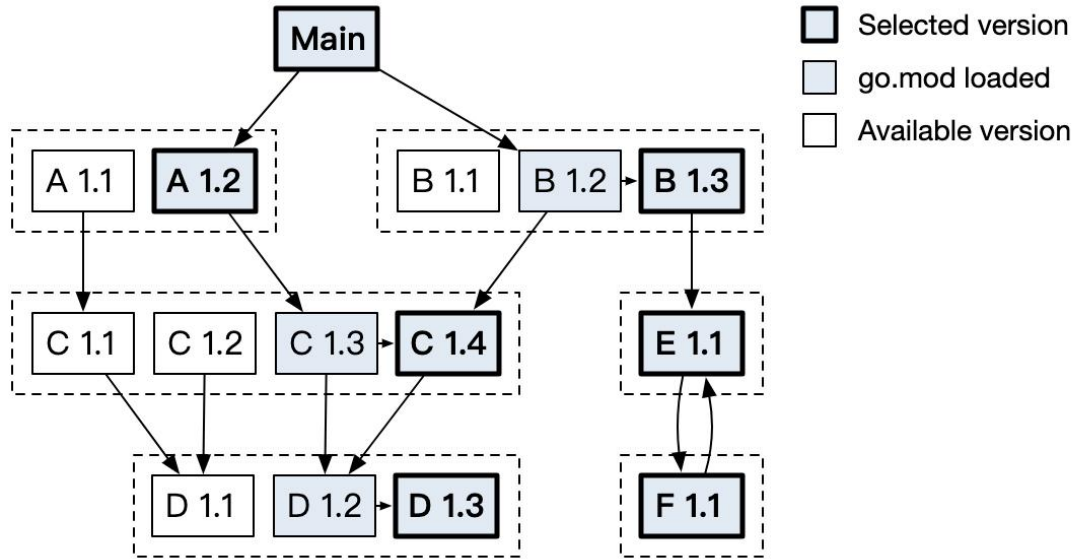 Main
Selected version
go.mod loaded
Available version
A 1.1
A 1.2
B 1.1
B 1.2
B 1.3
C 1.1
C 1.2
C 1.3
C 1.4
E 1.1
D 1.1
D 1.2
D 1.3
F 1.1